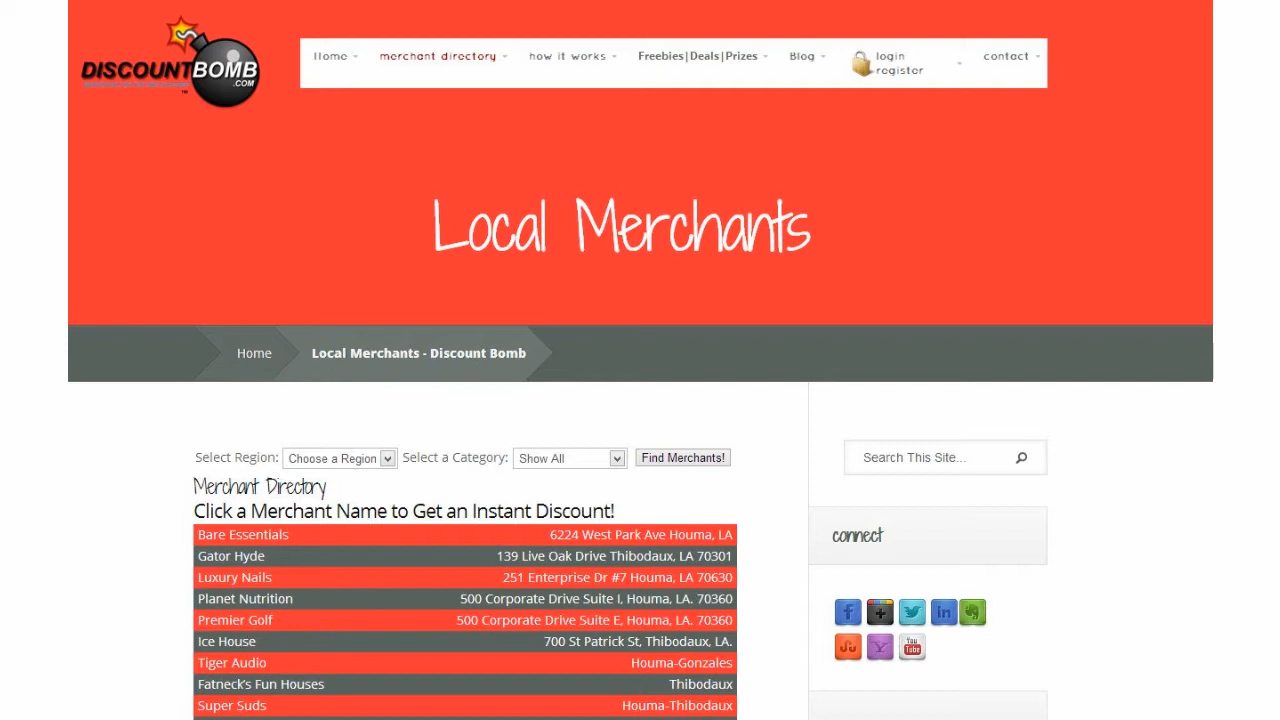 DISCOUNTBOMB
.COM
™
Home
merchant directory
how it works
Freebies|Deals|Prizes
Blog
login
register
contact
Local Merchants
Home
Local Merchants - Discount Bomb
Select Region: Choose a Region Select a Category: Show All Find Merchants!
Search This Site...
Merchant Directory
Click a Merchant Name to Get an Instant Discount!
Bare Essentials 6224 West Park Ave Houma, LA
Gator Hyde 139 Live Oak Drive Thibodaux, LA 70301
Luxury Nails 251 Enterprise Dr #7 Houma, LA 70630
Planet Nutrition 500 Corporate Drive Suite I, Houma, LA. 70360
Premier Golf 500 Corporate Drive Suite E, Houma, LA. 70360
Ice House 700 St Patrick St, Thibodaux, LA.
Tiger Audio Houma-Gonzales
Fatneck's Fun Houses Thibodaux
Super Suds Houma-Thibodaux
connect
You
Tube